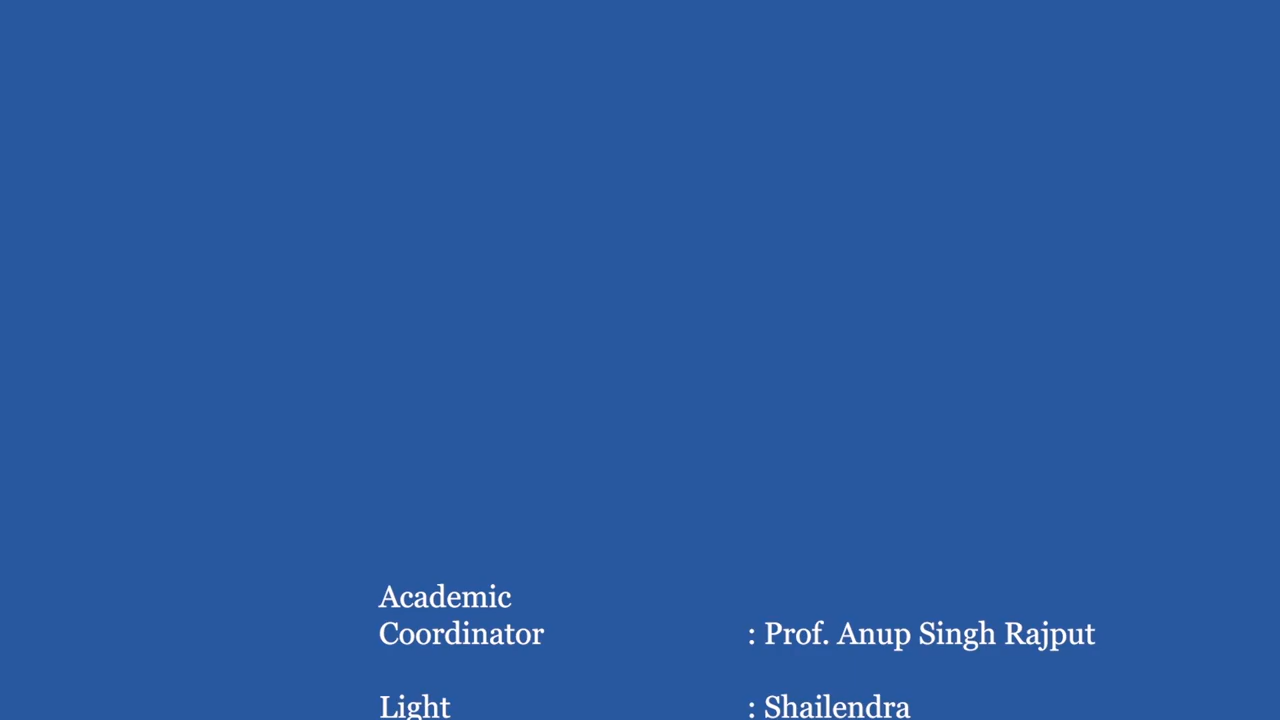 Academic
Coordinator : Prof. Anup Singh Rajput
Light : Shailendra